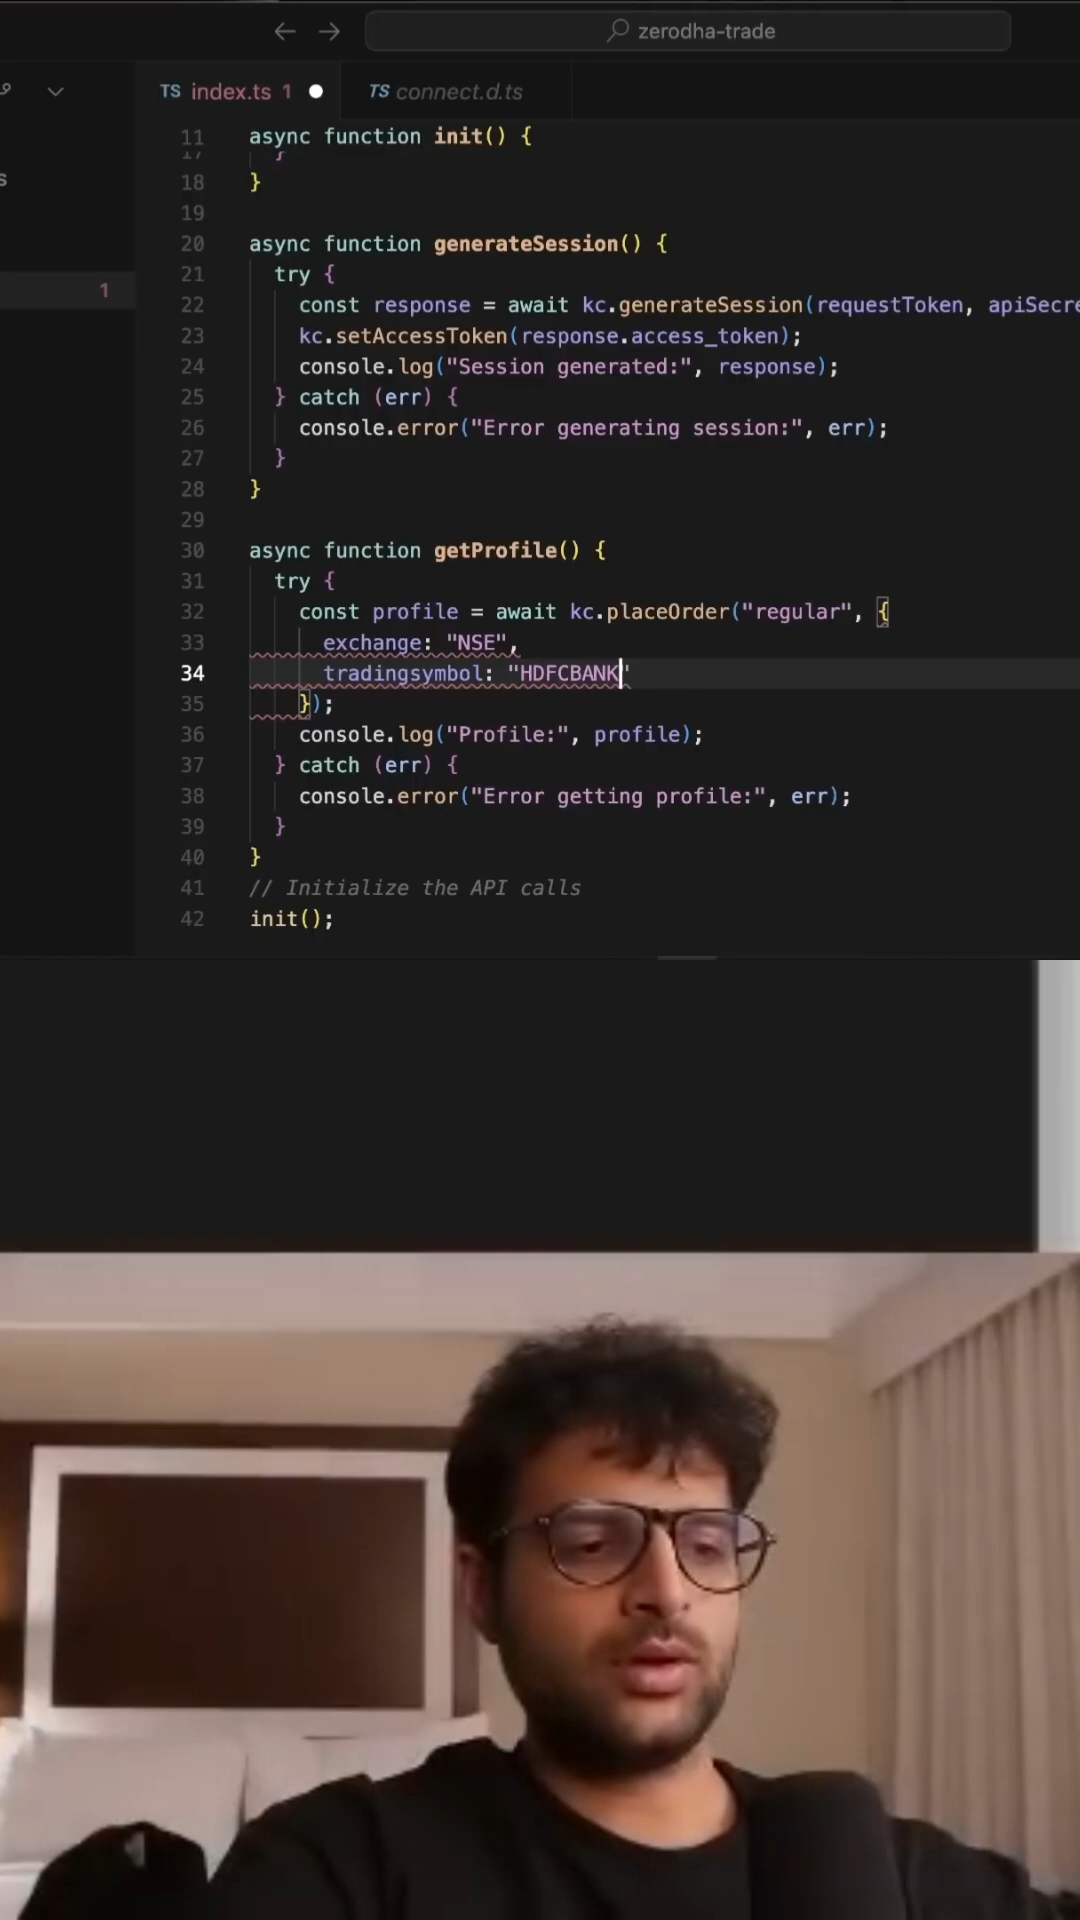 zerodha-trade
TS index.ts 1
TS connect.d.ts
s
1
11 async function init() {
17 }
18 }
19
20 async function generateSession() {
21 try {
22 const response = await kc.generateSession(requestToken, apiSecre
23 kc.setAccessToken(response.access_token);
24 console.log("Session generated:", response);
25 } catch (err) {
26 console.error("Error generating session:", err);
27 }
28 }
29
30 async function getProfile() {
31 try {
32 const profile = await kc.placeOrder("regular", {
33 exchange: "NSE",
34 tradingsymbol: "HDFCBANK"
35 });
36 console.log("Profile:", profile);
37 } catch (err) {
38 console.error("Error getting profile:", err);
39 }
40 }
41 // Initialize the API calls
42 init();